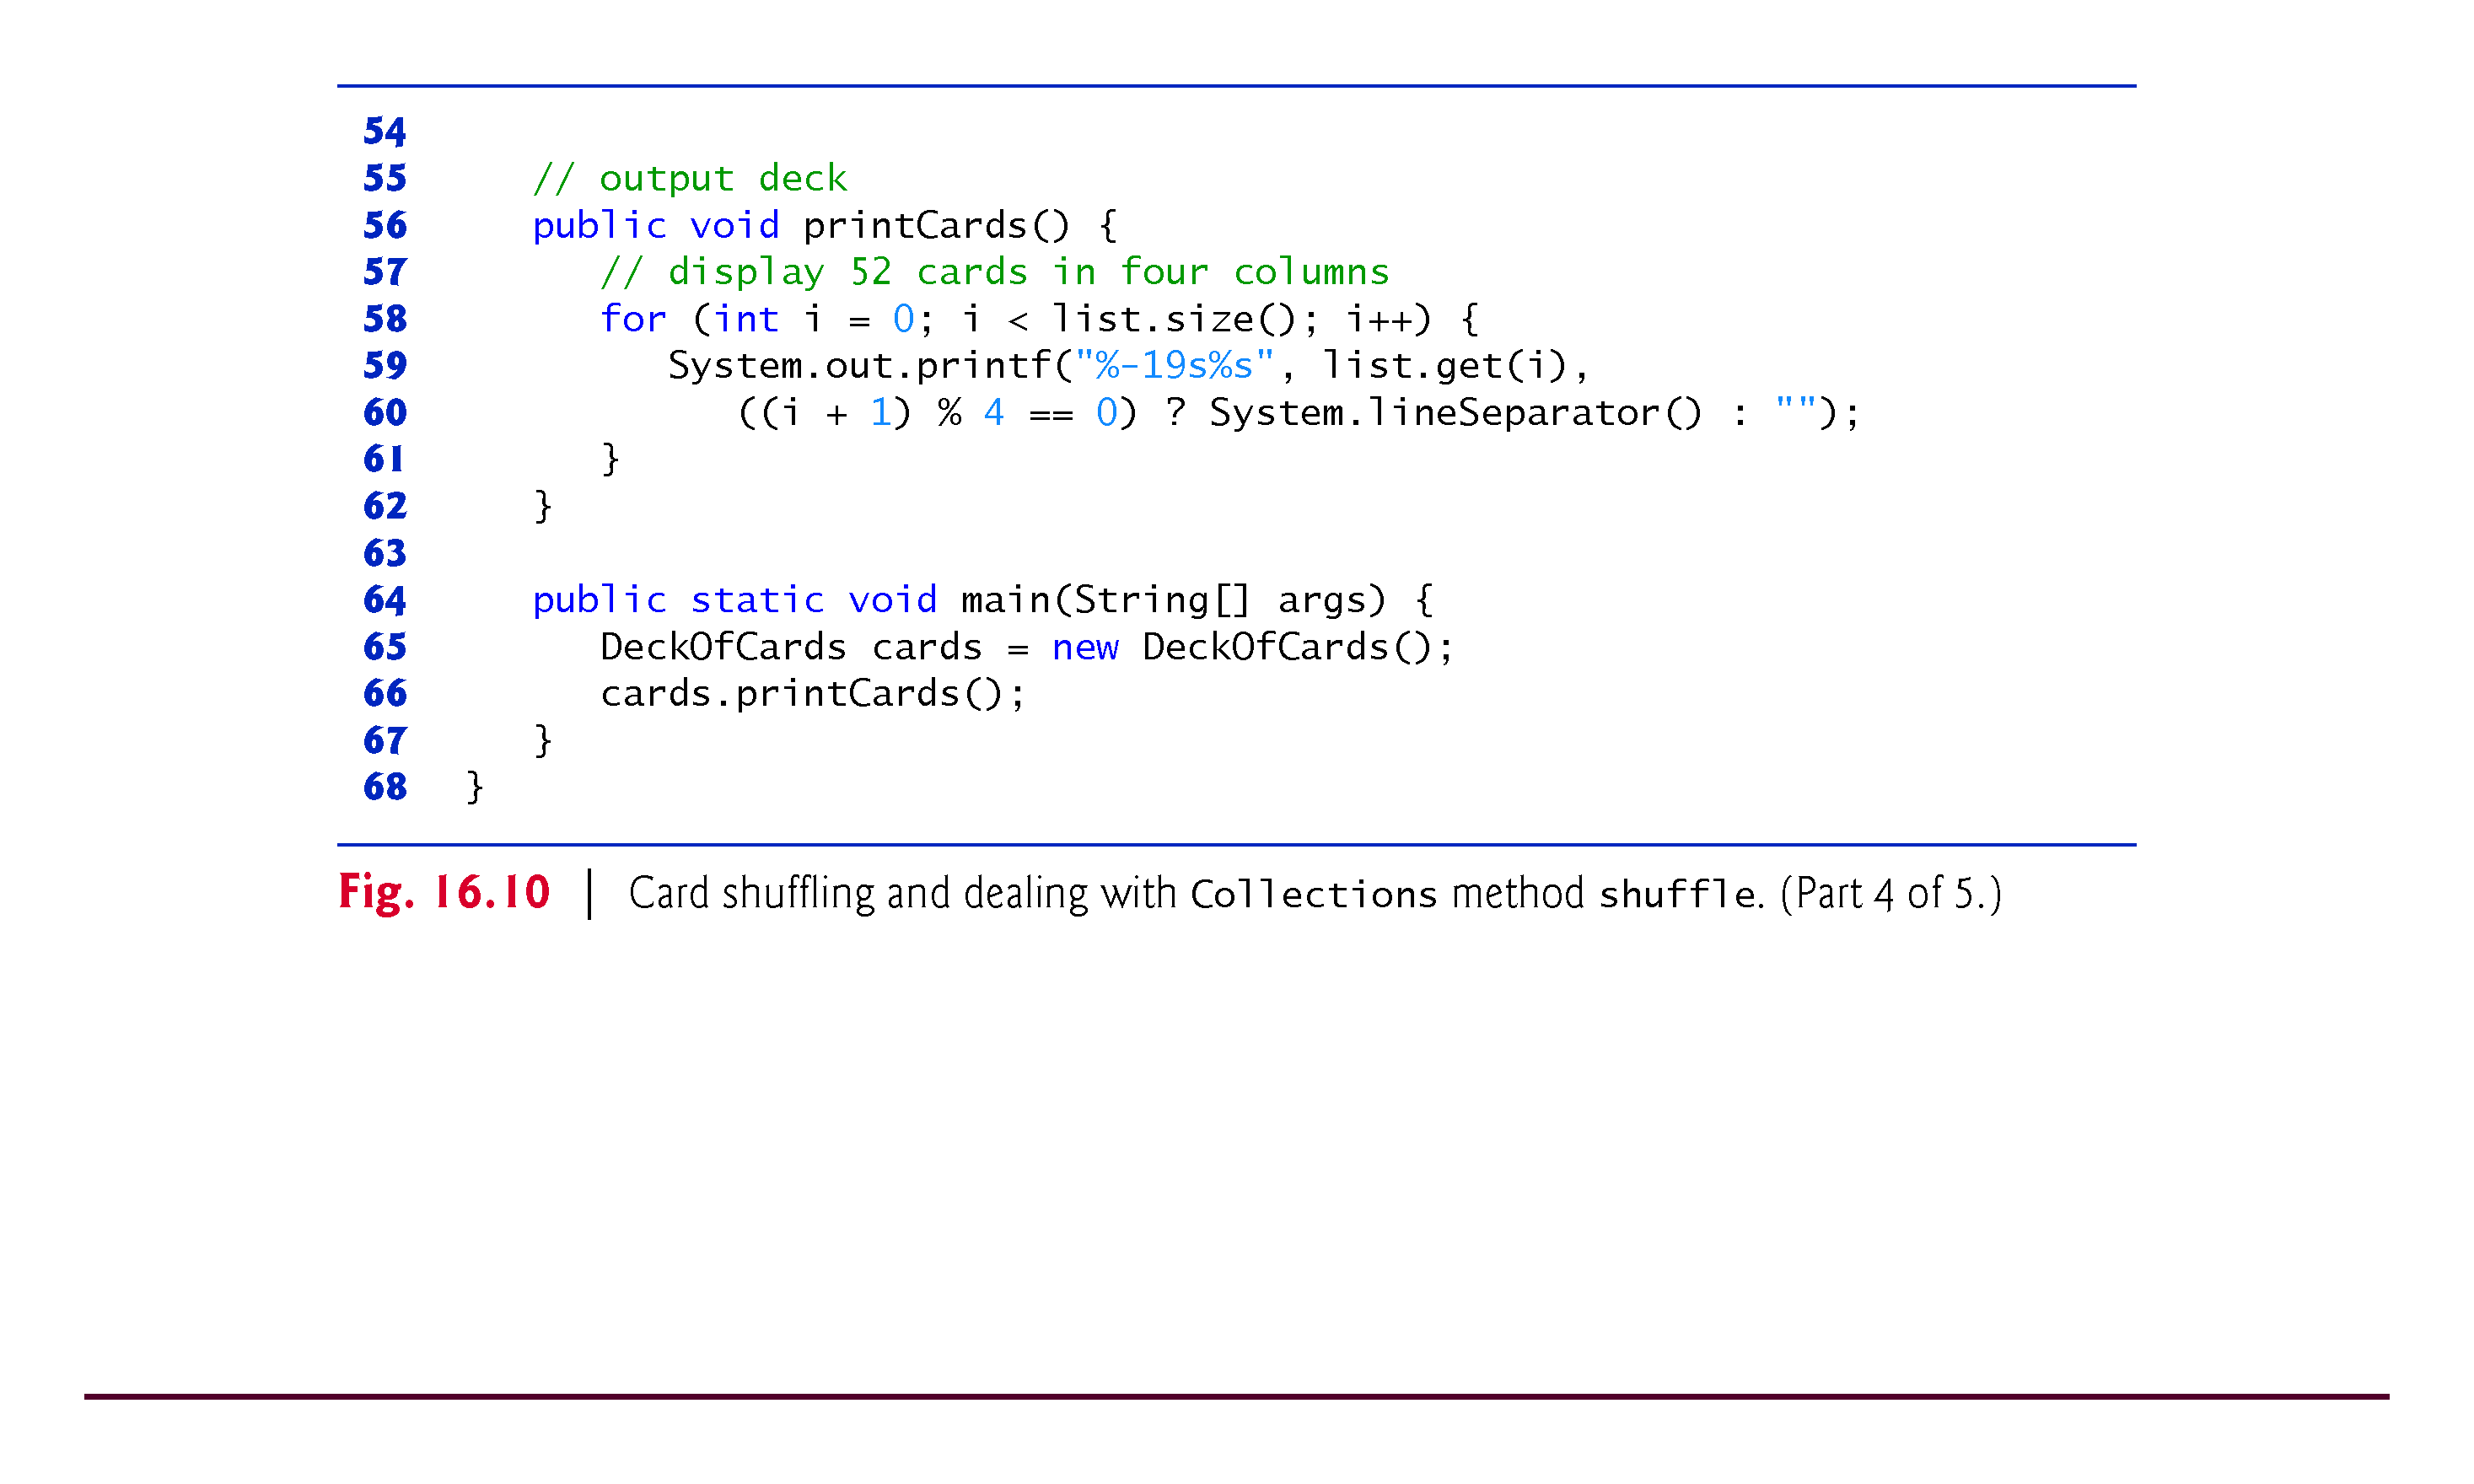 54
55 // output deck
56 public void printCards() {
57 // display 52 cards in four columns
58 for (int i = 0; i < list.size(); i++) {
59 System.out.printf("%-19s%s", list.get(i),
60 ((i + 1) % 4 == 0) ? System.lineSeparator() : "");
61 }
62 }
63
64 public static void main(String[] args) {
65 DeckOfCards cards = new DeckOfCards();
66 cards.printCards();
67 }
68 }
Fig. 16.10 | Card shuffling and dealing with Collections method shuffle. (Part 4 of 5.)